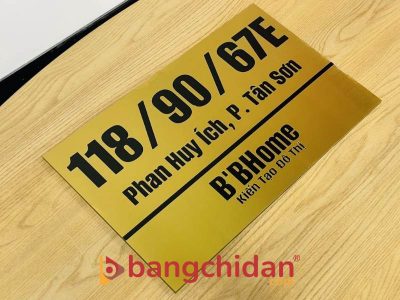 118/90/67E
Phan Huy Ích, P. Tân Sơn
B'BHome
Kiến Tạo Đô Thị
bangchidan®